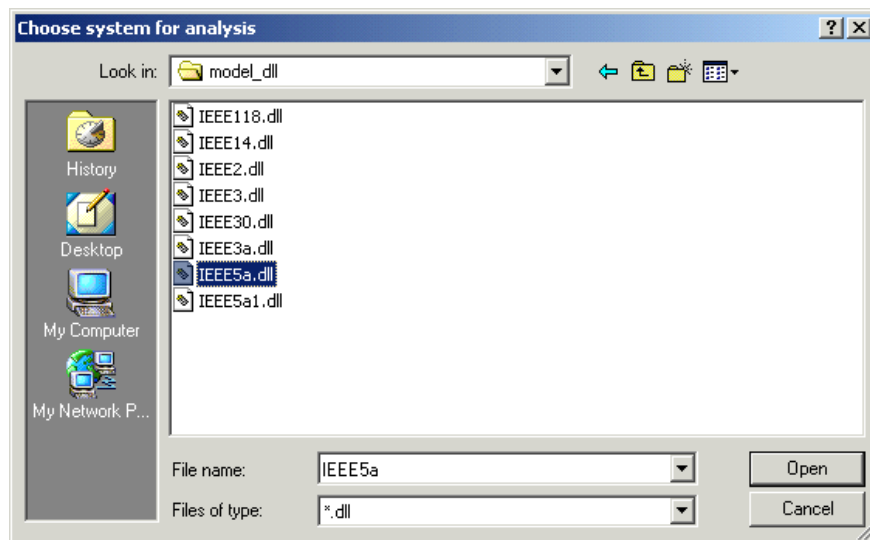 Choose system for analysis
Look in: model_dll
History
Desktop
My Computer
My Network P...
IEEE118.dll
IEEE14.dll
IEEE2.dll
IEEE3.dll
IEEE30.dll
IEEE3a.dll
IEEE5a.dll
IEEE5a1.dll
File name: IEEE5a Open
Files of type: *.dll Cancel